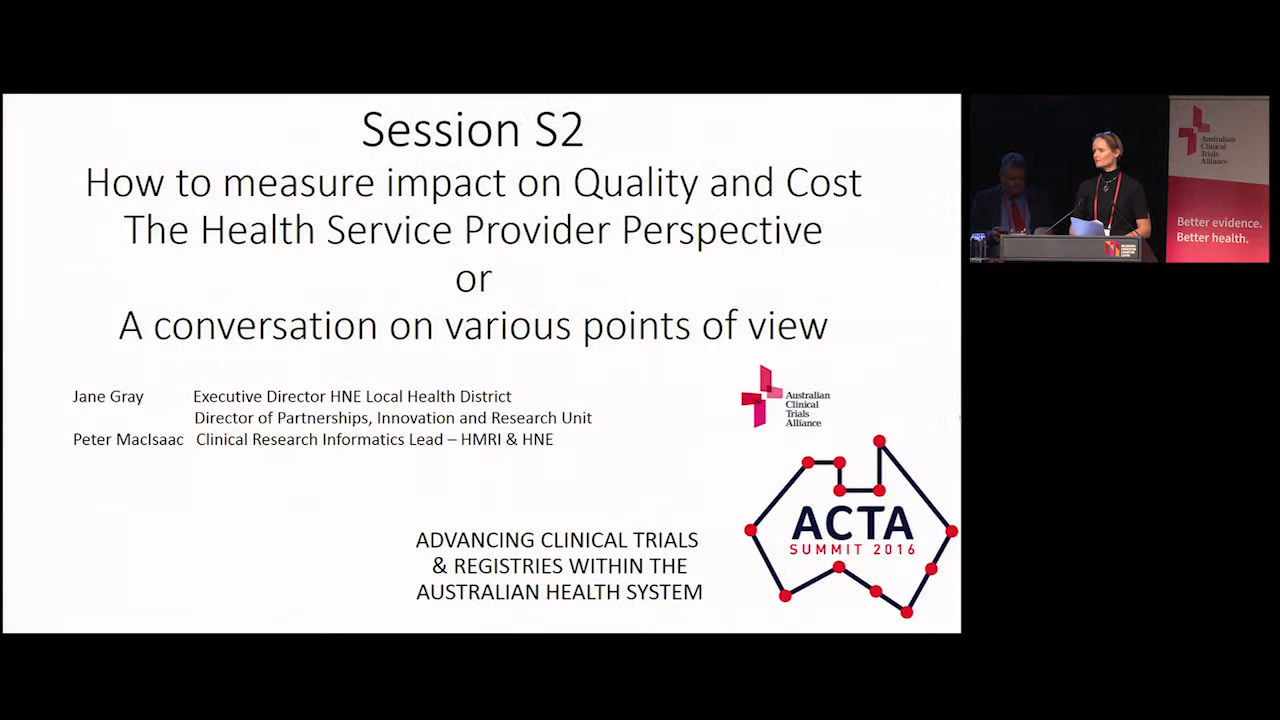 Session S2
How to measure impact on Quality and Cost
The Health Service Provider Perspective
or
A conversation on various points of view
Jane Gray Executive Director HNE Local Health District
Director of Partnerships, Innovation and Research Unit
Peter MacIsaac Clinical Research Informatics Lead – HMRI & HNE
Australian
Clinical
Trials
Alliance
ACTA
SUMMIT 2016
ADVANCING CLINICAL TRIALS
& REGISTRIES WITHIN THE
AUSTRALIAN HEALTH SYSTEM
Australian
Clinical
Trials
Alliance
Better evidence.
Better health.